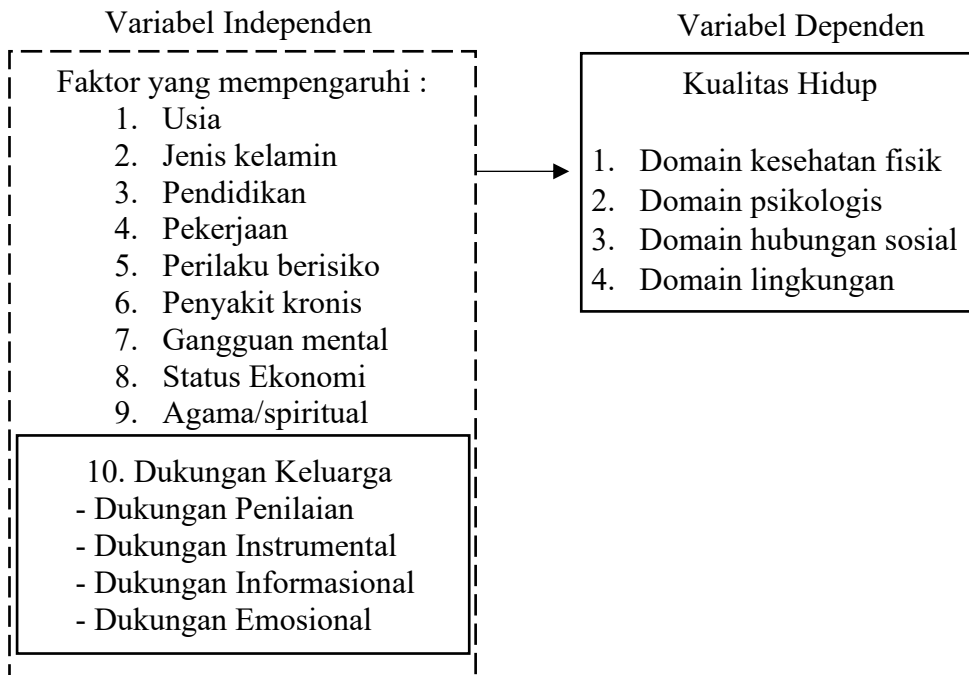 Variabel Independen
Faktor yang mempengaruhi :
1. Usia
2. Jenis kelamin
3. Pendidikan
4. Pekerjaan
5. Perilaku berisiko
6. Penyakit kronis
7. Gangguan mental
8. Status Ekonomi
9. Agama/spiritual
10. Dukungan Keluarga
- Dukungan Penilaian
- Dukungan Instrumental
- Dukungan Informasional
- Dukungan Emosional
Variabel Dependen
Kualitas Hidup
1. Domain kesehatan fisik
2. Domain psikologis
3. Domain hubungan sosial
4. Domain lingkungan